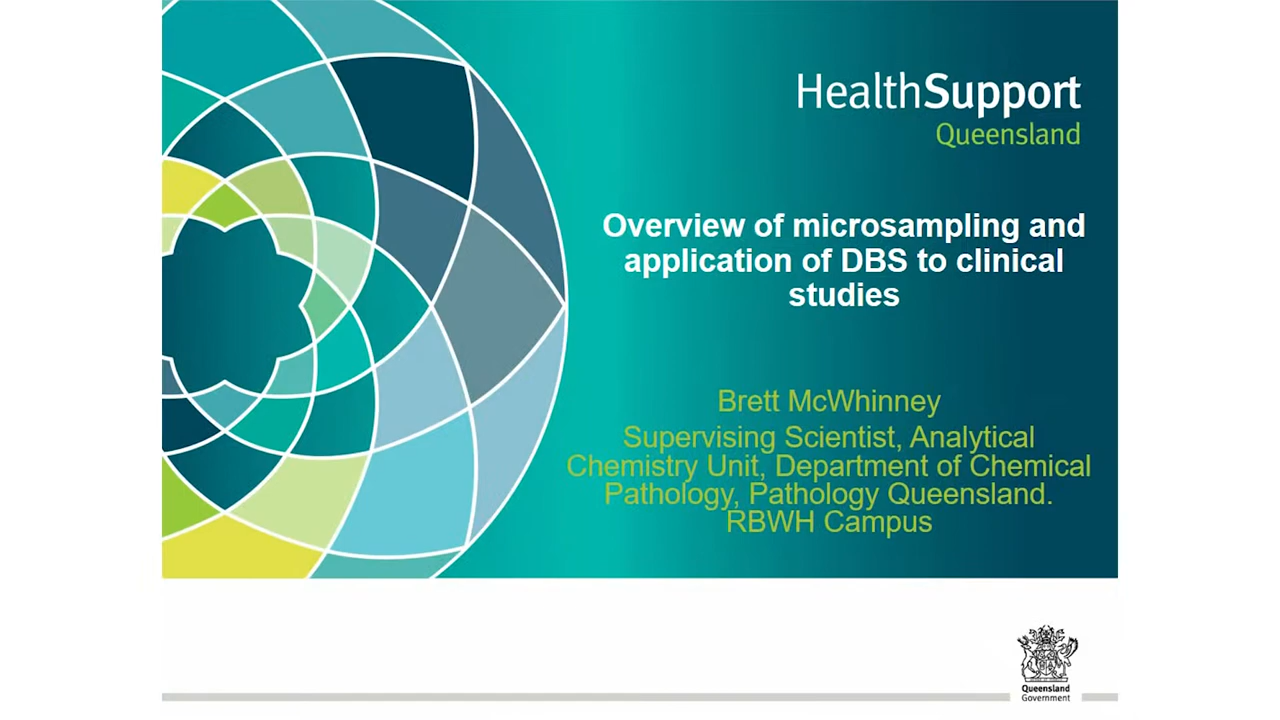 HealthSupport
Queensland
Overview of microsampling and
application of DBS to clinical
studies
Brett McWhinney
Supervising Scientist, Analytical
Chemistry Unit, Department of Chemical
Pathology, Pathology Queensland.
RBWH Campus
Queensland
Government